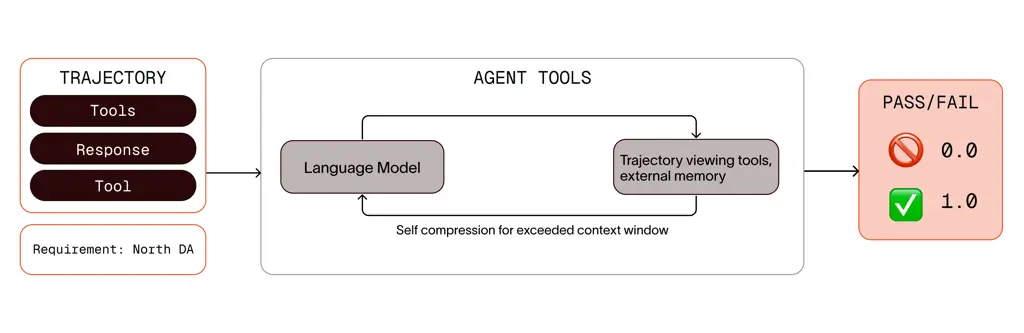 TRAJECTORY
Tools
Response
Tool
Requirement: North DA
AGENT TOOLS
Language Model
Trajectory viewing tools,
external memory
Self compression for exceeded context window
PASS/FAIL
0.0
1.0